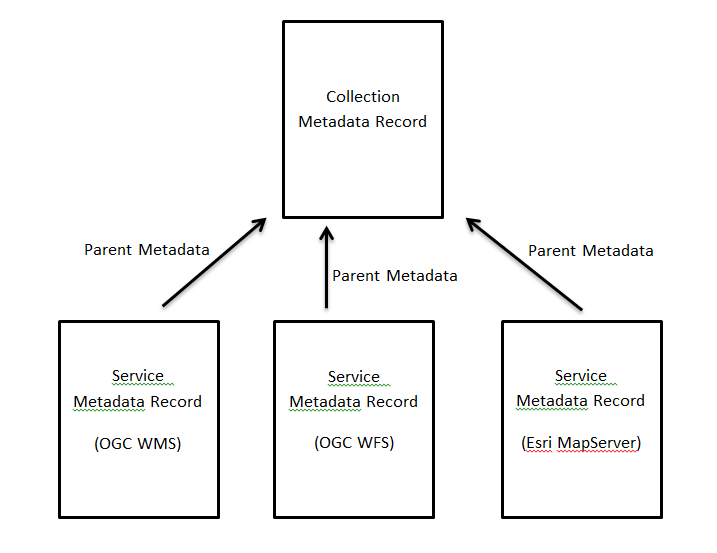 Collection
Metadata Record
Parent Metadata
Parent Metadata
Parent Metadata
Service
Metadata Record
(OGC WMS)
Service
Metadata Record
(OGC WFS)
Service
Metadata Record
(Esri MapServer)